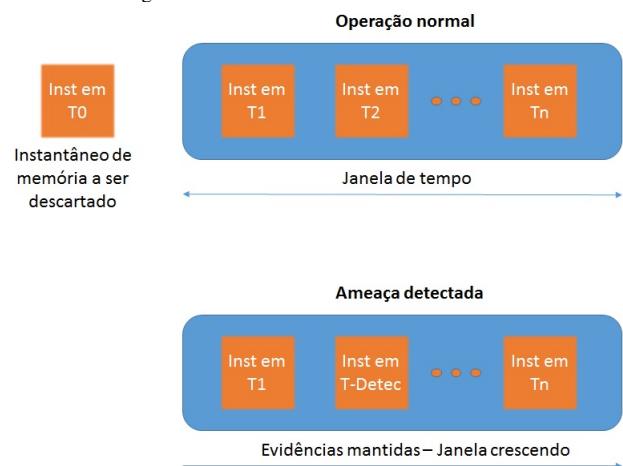 Operação normal
Inst em
T0
Inst em
T1
Inst em
T2
Inst em
Tn
Instantâneo de
memória a ser
descartado
Janela de tempo
Ameaça detectada
Inst em
T1
Inst em
T-Detec
Inst em
Tn
Evidências mantidas – Janela crescendo